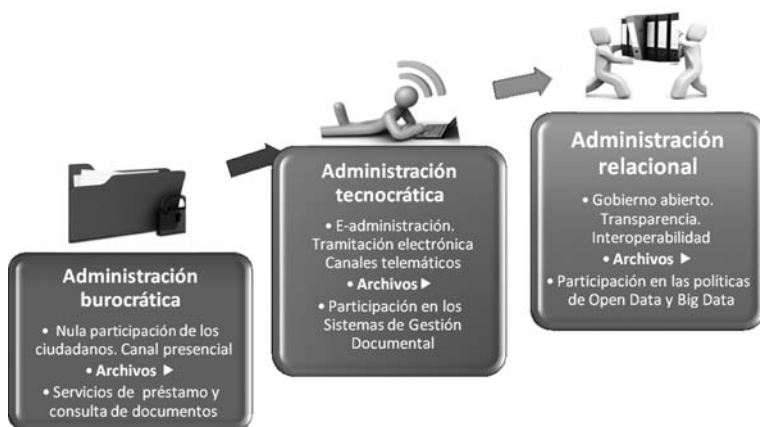 Administración
burocrática
• Nula participación de los
ciudadanos. Canal presencial
• Archivos ▶
• Servicios de préstamo y
consulta de documentos
Administración
tecnocrática
• E-administración.
Tramitación electrónica
Canales telemáticos
• Archivos ▶
• Participación en los
Sistemas de Gestión
Documental
Administración
relacional
• Gobierno abierto.
Transparencia.
Interoperabilidad
• Archivos ▶
• Participación en las políticas
de Open Data y Big Data